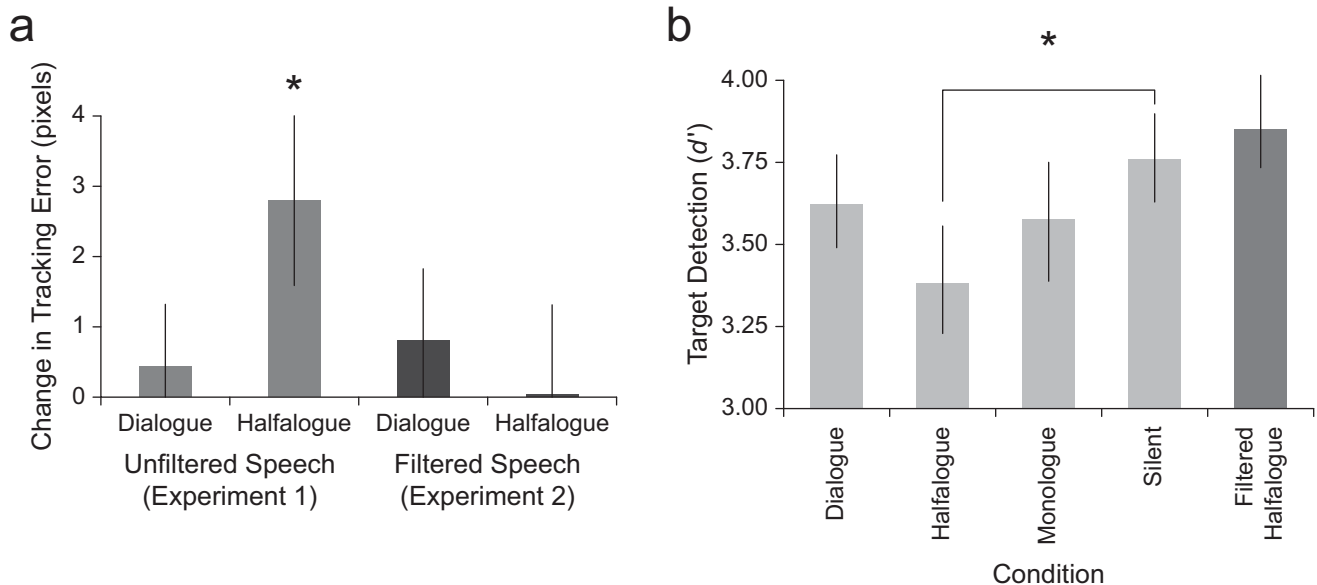 a
Change in Tracking Error (pixels)
4
3
2
1
0
*
Dialogue Halfalogue Dialogue Halfalogue
Unfiltered Speech
(Experiment 1)
Filtered Speech
(Experiment 2)
b
Target Detection (d')
4.00
3.75
3.50
3.25
3.00
*
Dialogue
Halfalogue
Monologue
Silent
Filtered
Halfalogue
Condition